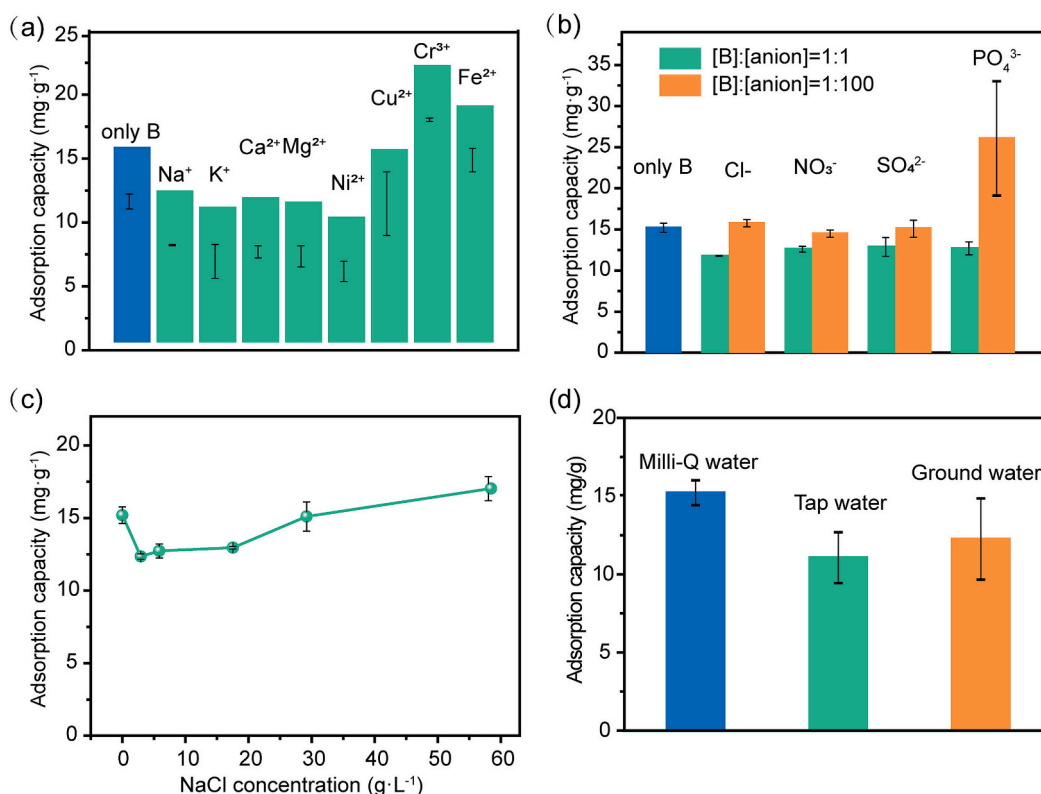 (a)
Adsorption capacity (mg·g⁻¹)
25
20
15
10
5
0
only B
Na⁺
K⁺
Ca²⁺ Mg²⁺
Ni²⁺
Cu²⁺
Cr³⁺
Fe²⁺
(b)
Adsorption capacity (mg·g⁻¹)
35
30
25
20
15
10
5
0
[B]:[anion]=1:1
[B]:[anion]=1:100
only B
Cl-
NO₃⁻
SO₄²⁻
PO₄³⁻
(c)
Adsorption capacity (mg·g⁻¹)
20
15
10
5
0
0 10 20 30 40 50 60
NaCl concentration (g·L⁻¹)
(d)
Adsorption capacity (mg/g)
20
15
10
5
0
Milli-Q water
Tap water
Ground water